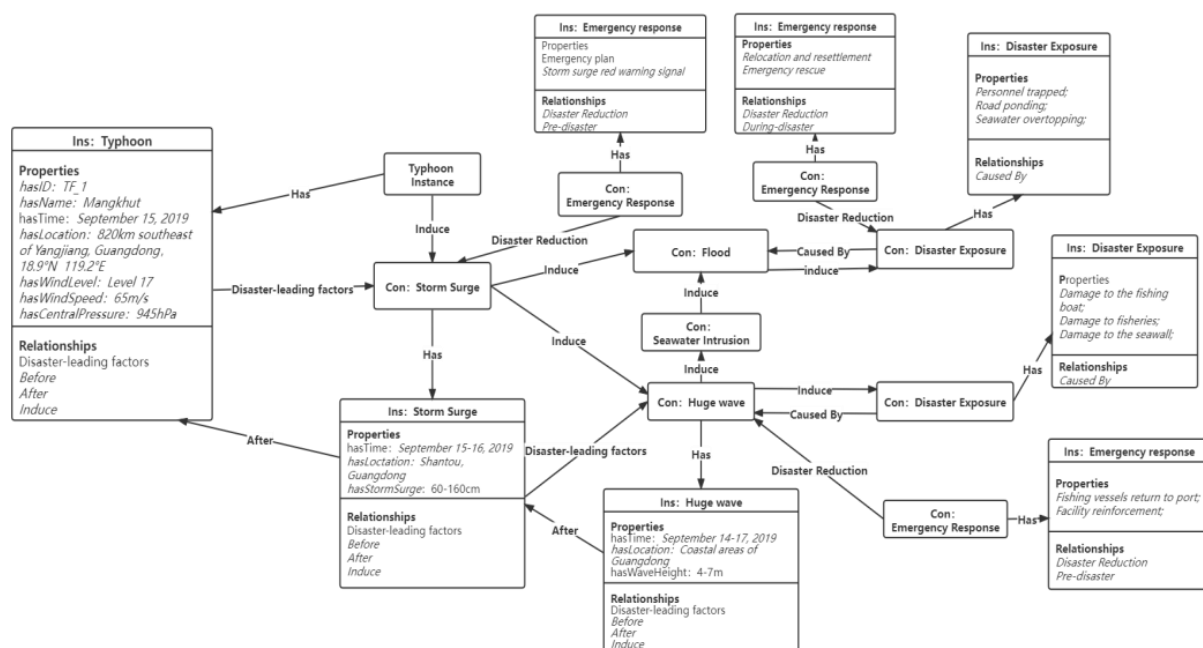 Ins: Emergency response
Properties
Emergency plan
Storm surge red warning signal
Relationships
Disaster Reduction
Pre-disaster
Ins: Emergency response
Properties
Relocation and resettlement
Emergency rescue
Relationships
Disaster Reduction
During-disaster
Ins: Disaster Exposure
Properties
Personnel trapped;
Road ponding;
Seawater overtopping;
Relationships
Caused By
Ins: Typhoon
Properties
hasID: TF_1
hasName: Mangkhut
hasTime: September 15, 2019
hasLocation: 820km southeast
of Yangjiang, Guangdong,
18.9°N 119.2°E
hasWindLevel: Level 17
hasWindSpeed: 65m/s
hasCentralPressure: 945hPa
Relationships
Disaster-leading factors
Before
After
Induce
Has
Typhoon
Instance
Induce
Has
Con:
Emergency Response
Disaster Reduction
Has
Con:
Emergency Response
Disaster Reduction
Has
Disaster-leading factors
Con: Storm Surge
Induce
Con: Flood
Caused By
induce
Con: Disaster Exposure
Induce
Con:
Seawater Intrusion
Induce
Induce
Has
Con: Huge wave
Induce
Caused By
Con: Disaster Exposure
Has
Ins: Disaster Exposure
Properties
Damage to the fishing
boat;
Damage to fisheries;
Damage to the seawall;
Relationships
Caused By
After
Ins: Storm Surge
Properties
hasTime: September 15-16, 2019
hasLoctation: Shantou,
Guangdong
hasStormSurge: 60-160cm
Relationships
Disaster-leading factors
Before
After
Induce
Disaster-leading factors
Has
After
Ins: Huge wave
Properties
hasTime: September 14-17, 2019
hasLocation: Coastal areas of
Guangdong
hasWaveHeight: 4-7m
Relationships
Disaster-leading factors
Before
After
Induce
Disaster Reduction
Con:
Emergency Response
Has
Ins: Emergency response
Properties
Fishing vessels return to port;
Facility reinforcement;
Relationships
Disaster Reduction
Pre-disaster